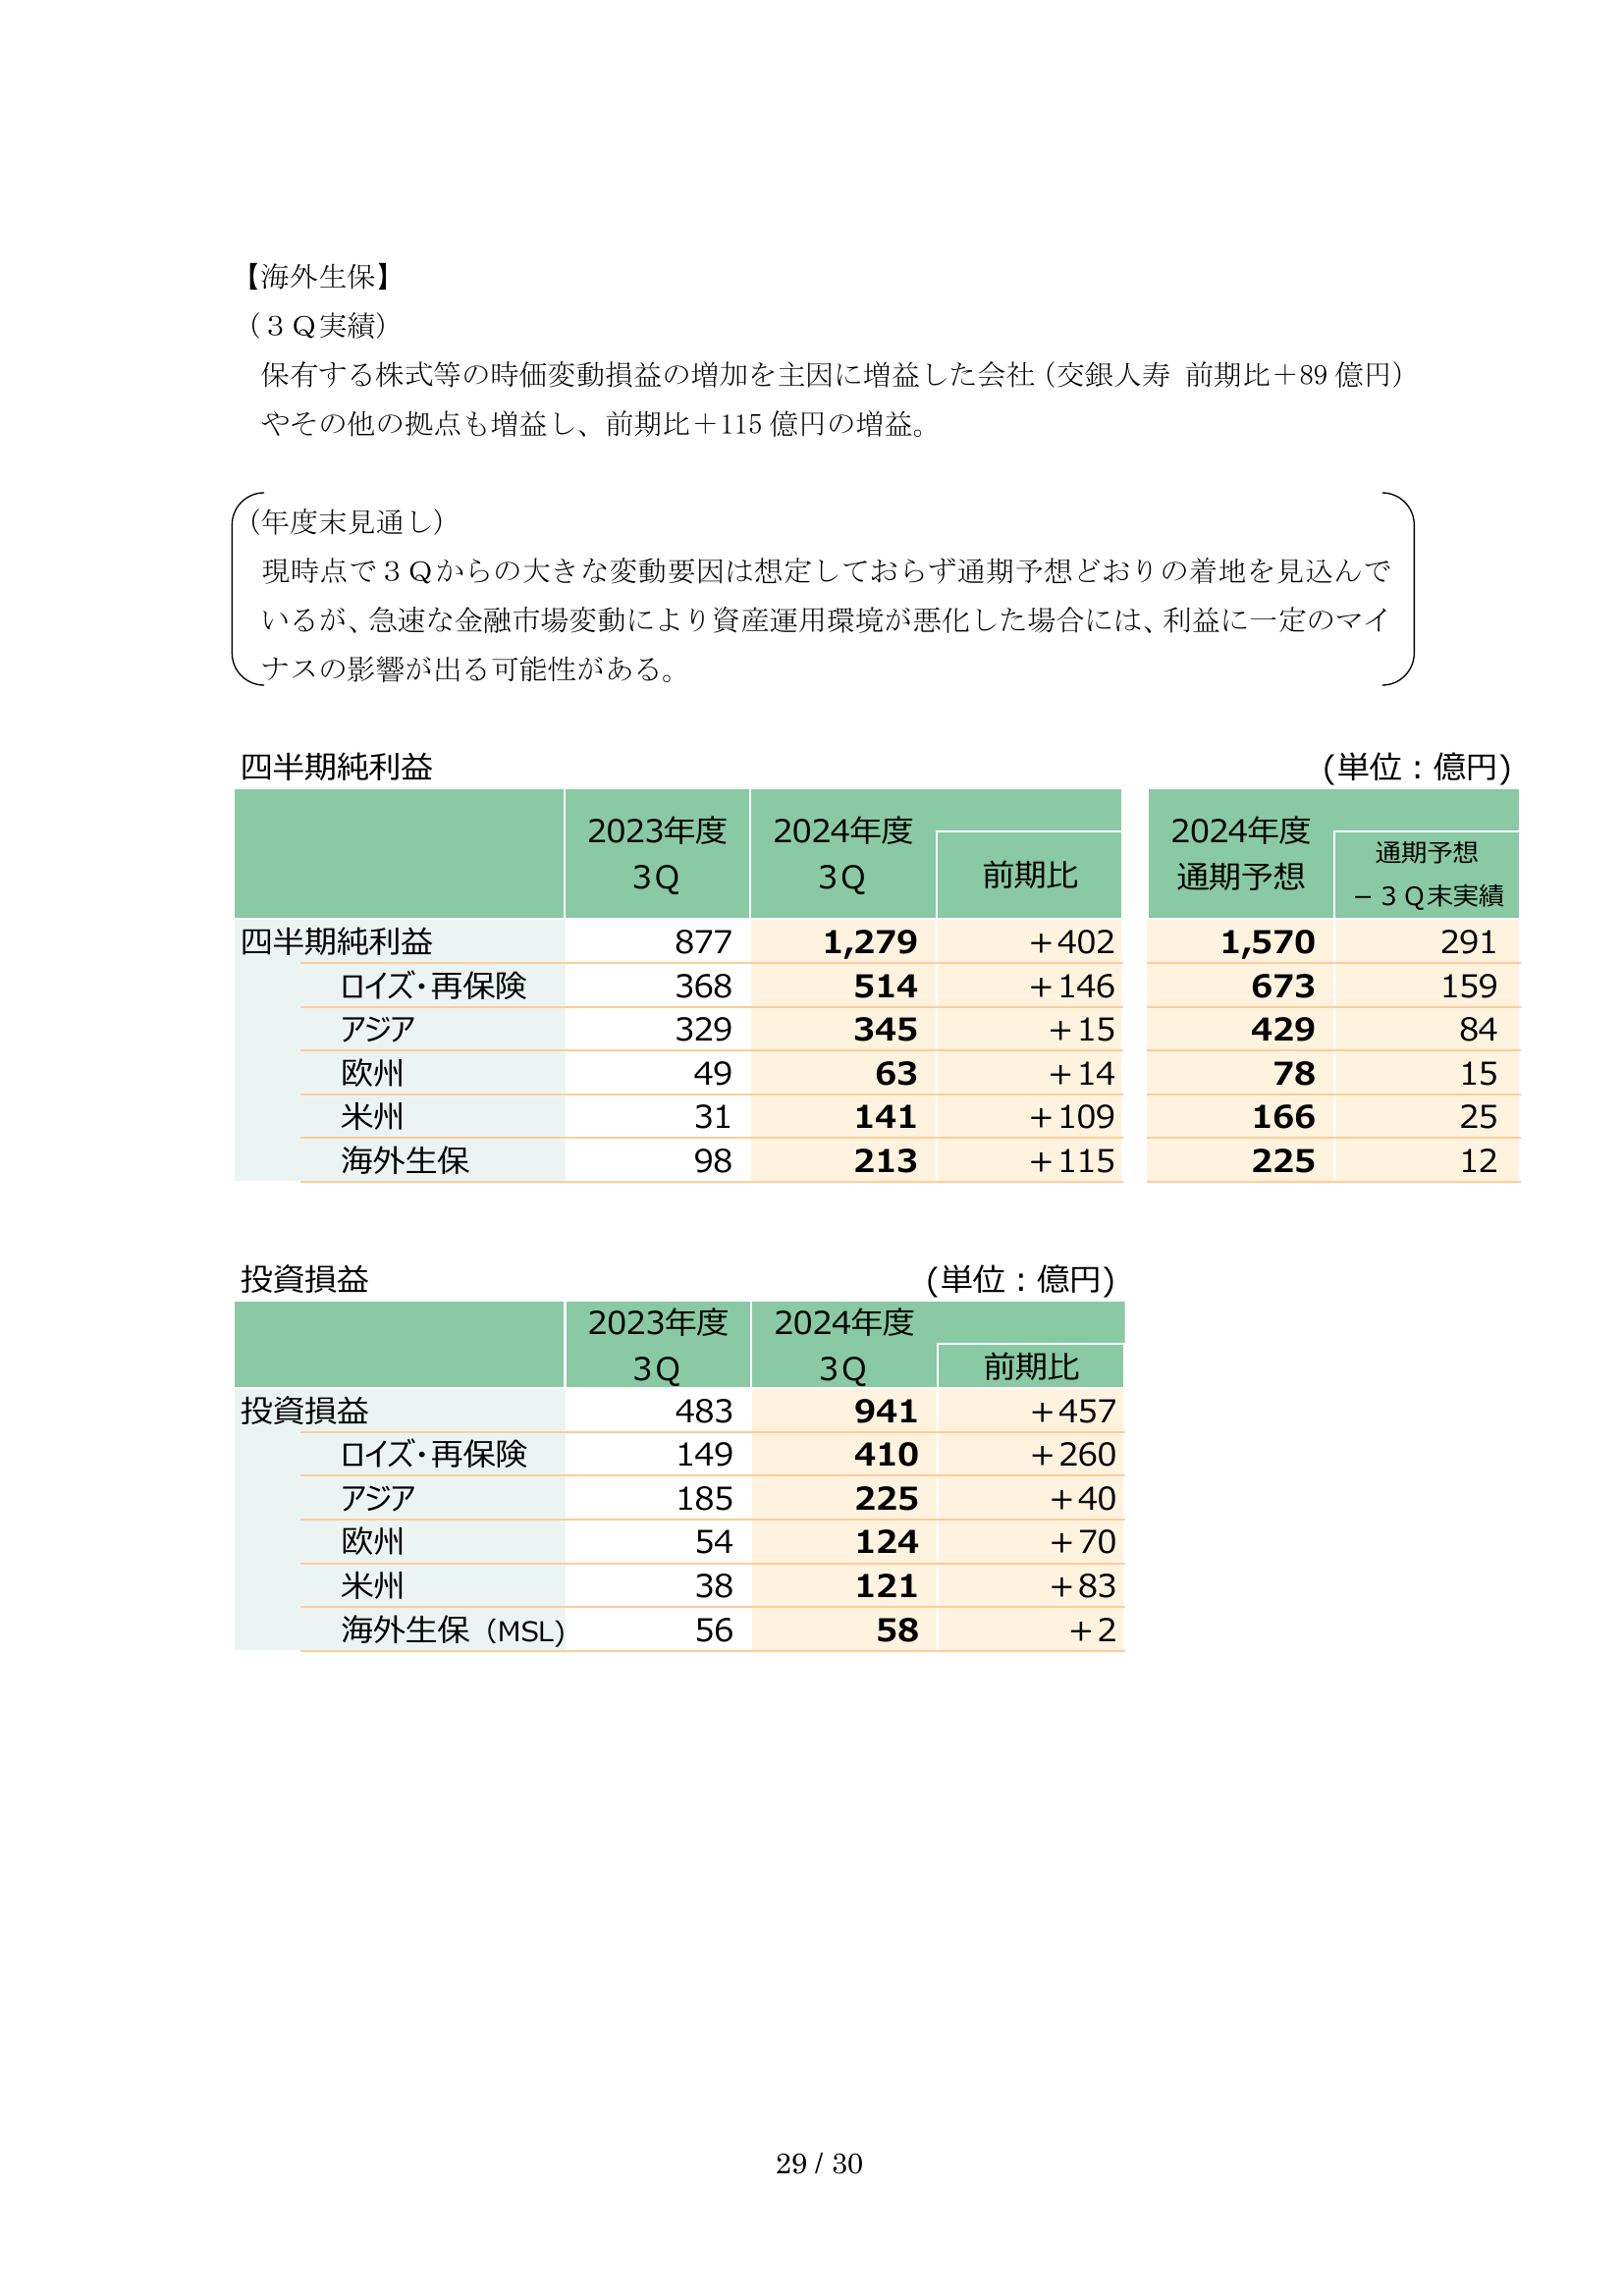 【海外生保】
（３Ｑ実績）
保有する株式等の時価変動損益の増加を主因に増益した会社（交銀人寿 前期比＋89 億円）
やその他の拠点も増益し、前期比＋115 億円の増益。
（年度末見通し）
現時点で３Ｑからの大きな変動要因は想定しておらず通期予想どおりの着地を見込んで
いるが、急速な金融市場変動により資産運用環境が悪化した場合には、利益に一定のマイ
ナスの影響が出る可能性がある。
四半期純利益 (単位：億円)
2023年度 2024年度 2024年度
3Q 3Q 前期比 通期予想 通期予想
－３Ｑ末実績
四半期純利益 877 1,279 ＋402 1,570 291
ロイズ・再保険 368 514 ＋146 673 159
アジア 329 345 ＋15 429 84
欧州 49 63 ＋14 78 15
米州 31 141 ＋109 166 25
海外生保 98 213 ＋115 225 12
投資損益 (単位：億円)
2023年度 2024年度
3Q 3Q 前期比
投資損益 483 941 ＋457
ロイズ・再保険 149 410 ＋260
アジア 185 225 ＋40
欧州 54 124 ＋70
米州 38 121 ＋83
海外生保（MSL) 56 58 ＋2
29 / 30